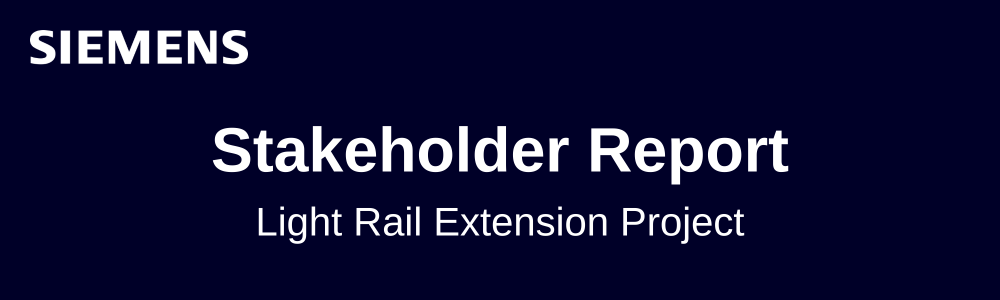 SIEMENS
Stakeholder Report
Light Rail Extension Project